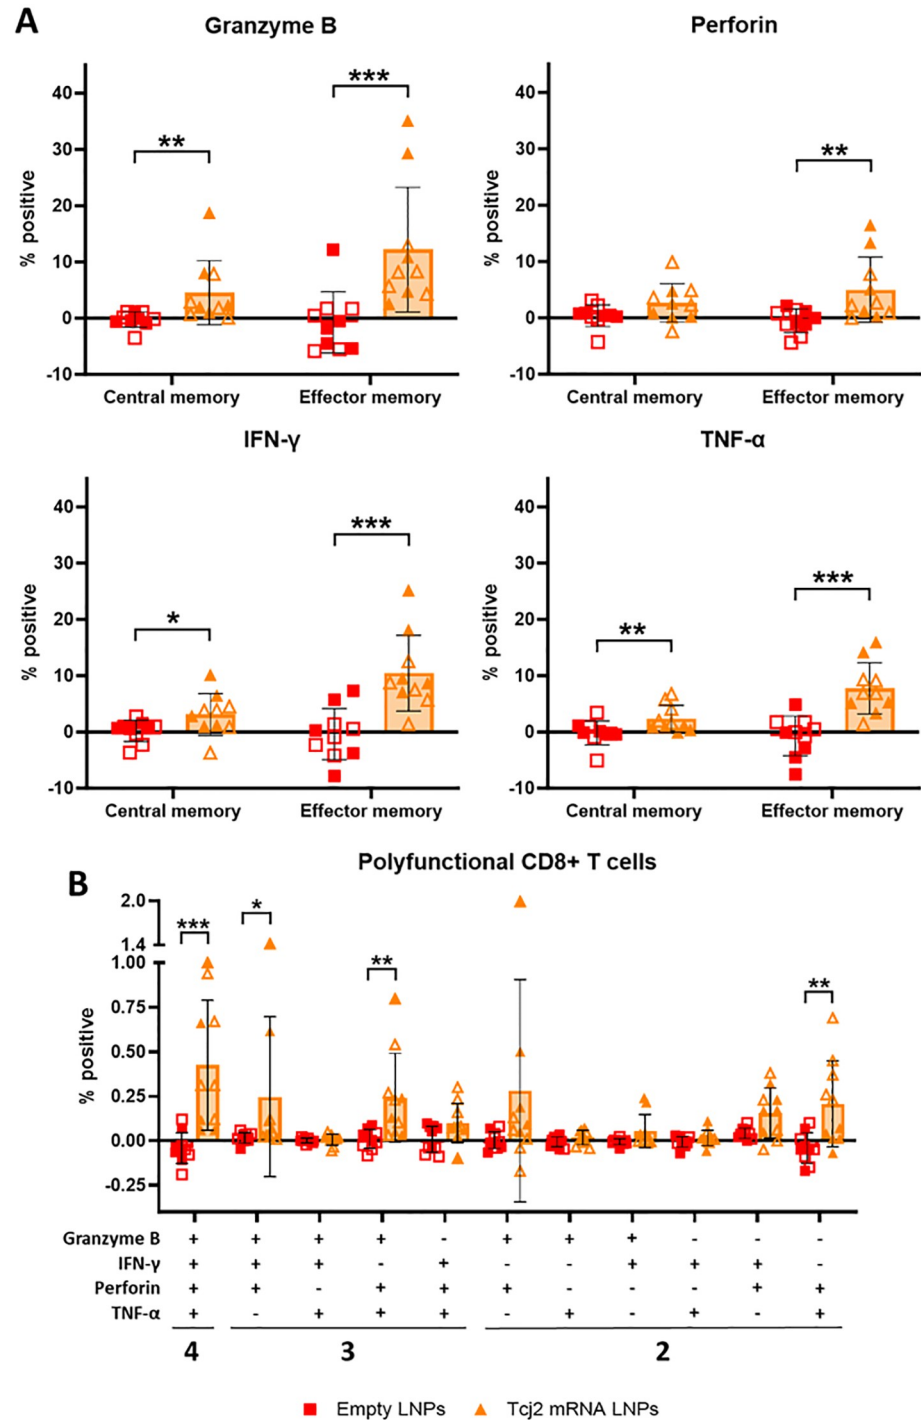 A
Granzyme B
Perforin
% positive
40
30
20
10
0
-10
** ***
Central memory Effector memory
% positive
40
30
20
10
0
-10
**
Central memory Effector memory
IFN-γ
TNF-α
% positive
40
30
20
10
0
-10
* ***
Central memory Effector memory
% positive
40
30
20
10
0
-10
** ***
Central memory Effector memory
B
Polyfunctional CD8+ T cells
% positive
2.0
1.4
1.00
0.75
0.50
0.25
0.00
-0.25
*** * ** **
Granzyme B + + + + - + + + - - -
IFN-γ + + + - + - - + + + -
Perforin + + - + + + - - - + +
TNF-α + - + + + - + - + - +
4 3 2
Empty LNPs Tcj2 mRNA LNPs